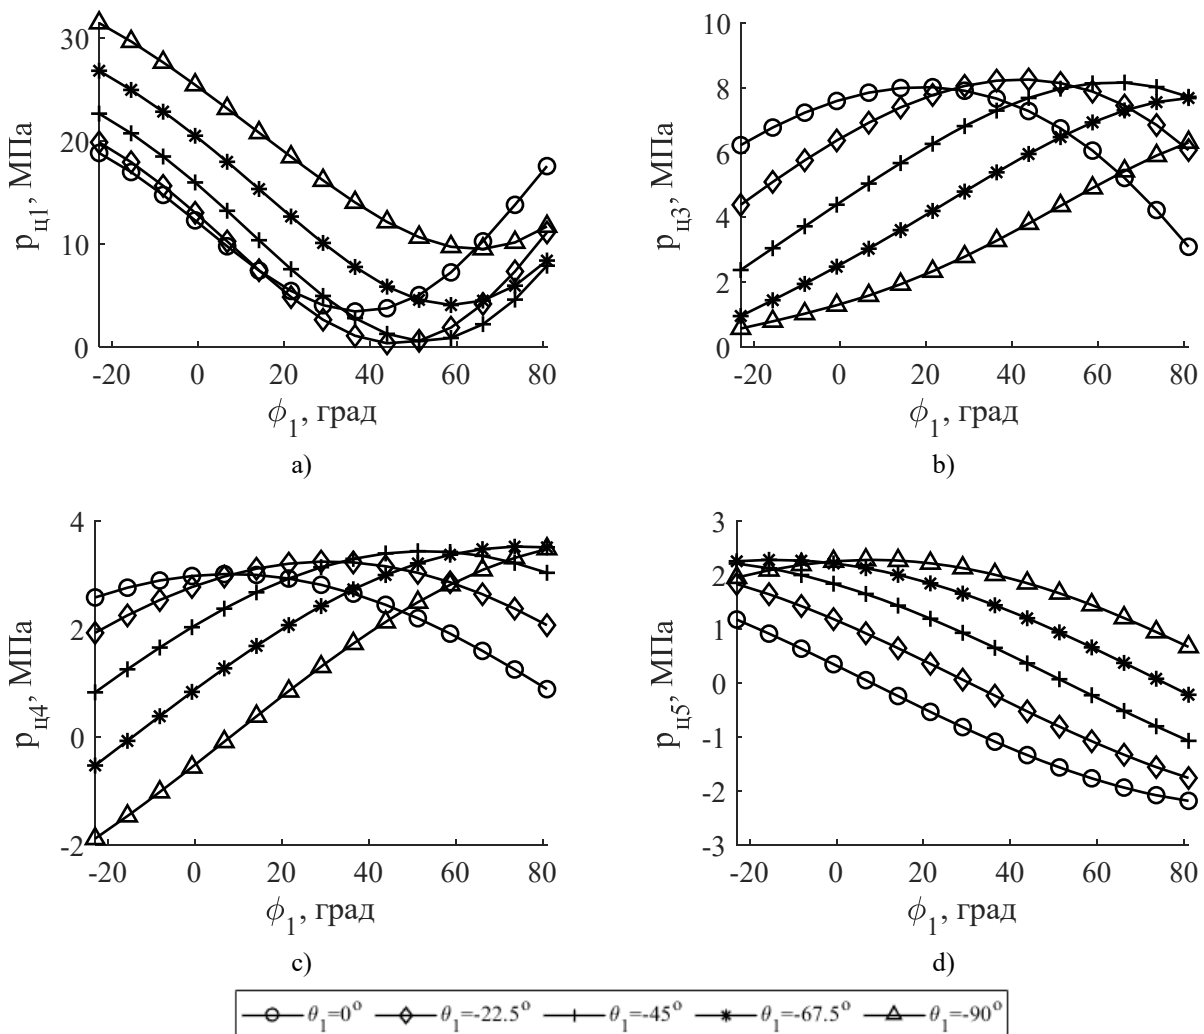 30
20
10
0
-20 0 20 40 60 80
p_ц1, МПа
ϕ_1, град
a)
10
8
6
4
2
0
-20 0 20 40 60 80
p_ц3, МПа
ϕ_1, град
b)
4
2
0
-2
-20 0 20 40 60 80
p_ц4, МПа
ϕ_1, град
c)
3
2
1
0
-1
-2
-3
-20 0 20 40 60 80
p_ц5, МПа
ϕ_1, град
d)
θ_1=0° θ_1=-22.5° θ_1=-45° θ_1=-67.5° θ_1=-90°